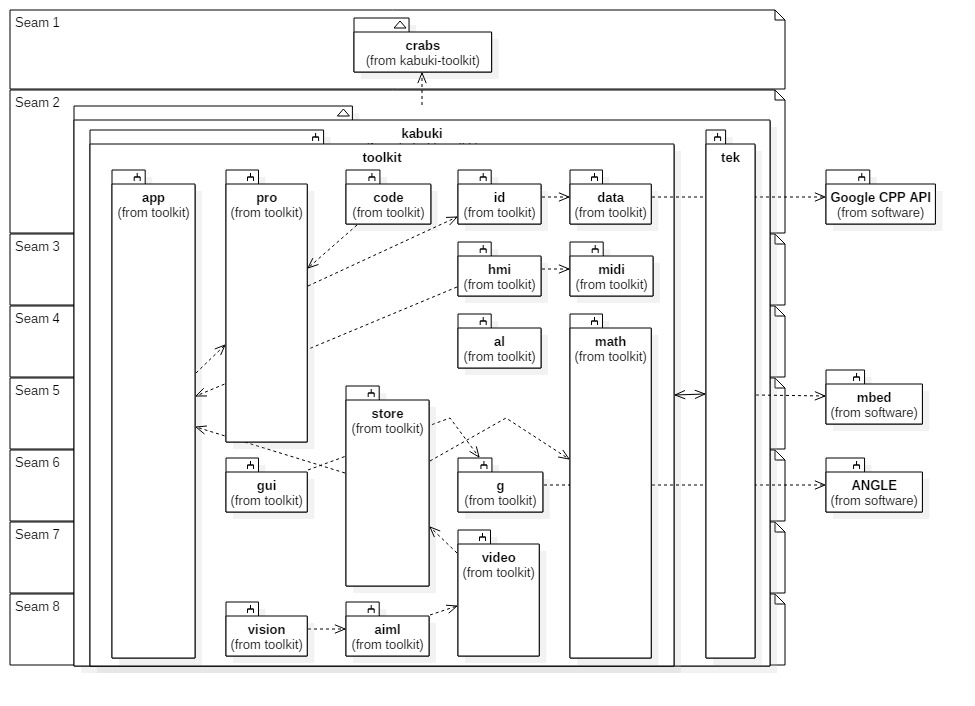 Seam 1
crabs
(from kabuki-toolkit)
Seam 2
kabuki
toolkit
tek
app
(from toolkit)
pro
(from toolkit)
code
(from toolkit)
id
(from toolkit)
data
(from toolkit)
Google CPP API
(from software)
Seam 3
hmi
(from toolkit)
midi
(from toolkit)
Seam 4
al
(from toolkit)
math
(from toolkit)
Seam 5
store
(from toolkit)
mbed
(from software)
Seam 6
gui
(from toolkit)
g
(from toolkit)
ANGLE
(from software)
Seam 7
video
(from toolkit)
Seam 8
vision
(from toolkit)
aiml
(from toolkit)